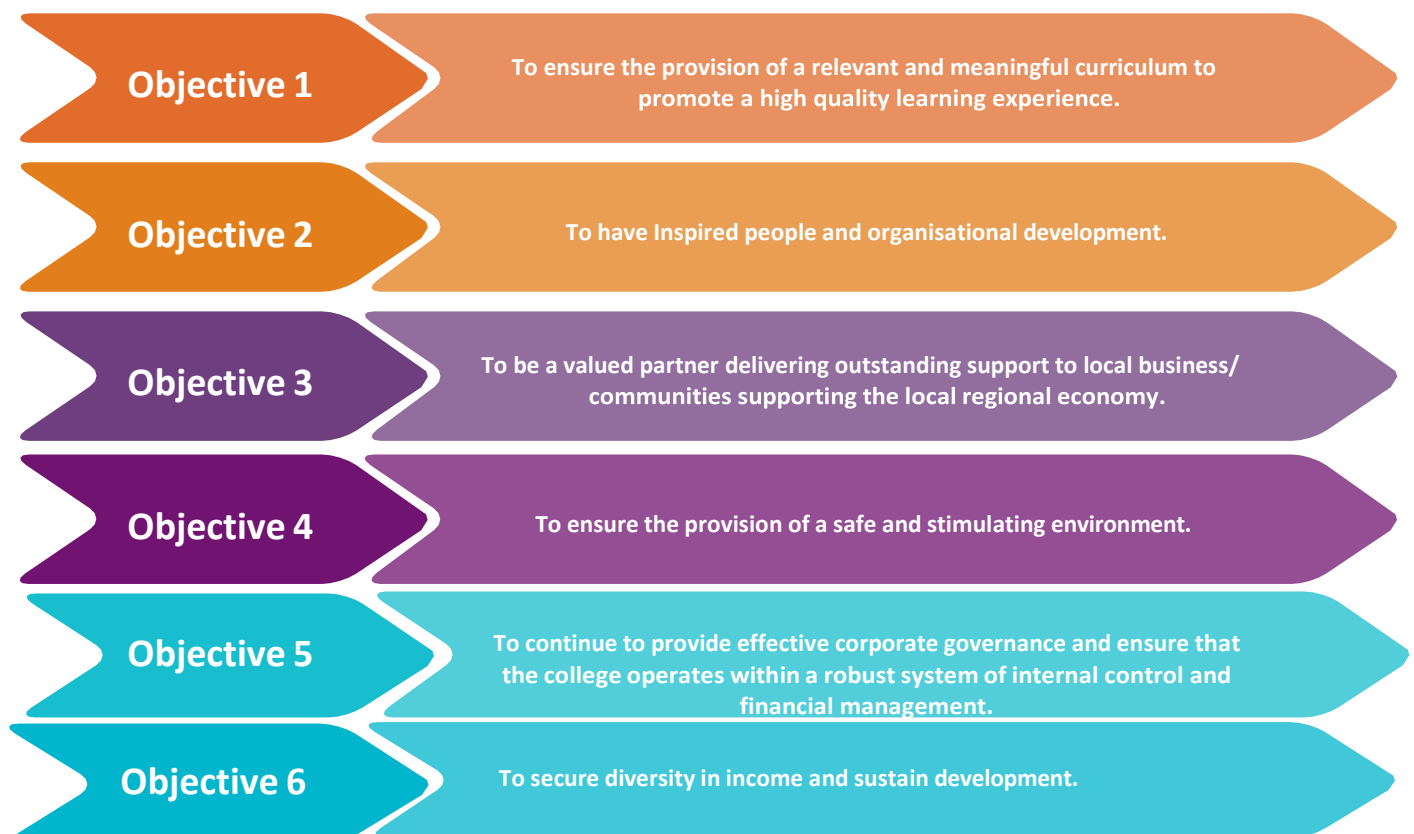 Objective 1
To ensure the provision of a relevant and meaningful curriculum to
promote a high quality learning experience.
Objective 2
To have Inspired people and organisational development.
Objective 3
To be a valued partner delivering outstanding support to local business/
communities supporting the local regional economy.
Objective 4
To ensure the provision of a safe and stimulating environment.
Objective 5
To continue to provide effective corporate governance and ensure that
the college operates within a robust system of internal control and
financial management.
Objective 6
To secure diversity in income and sustain development.